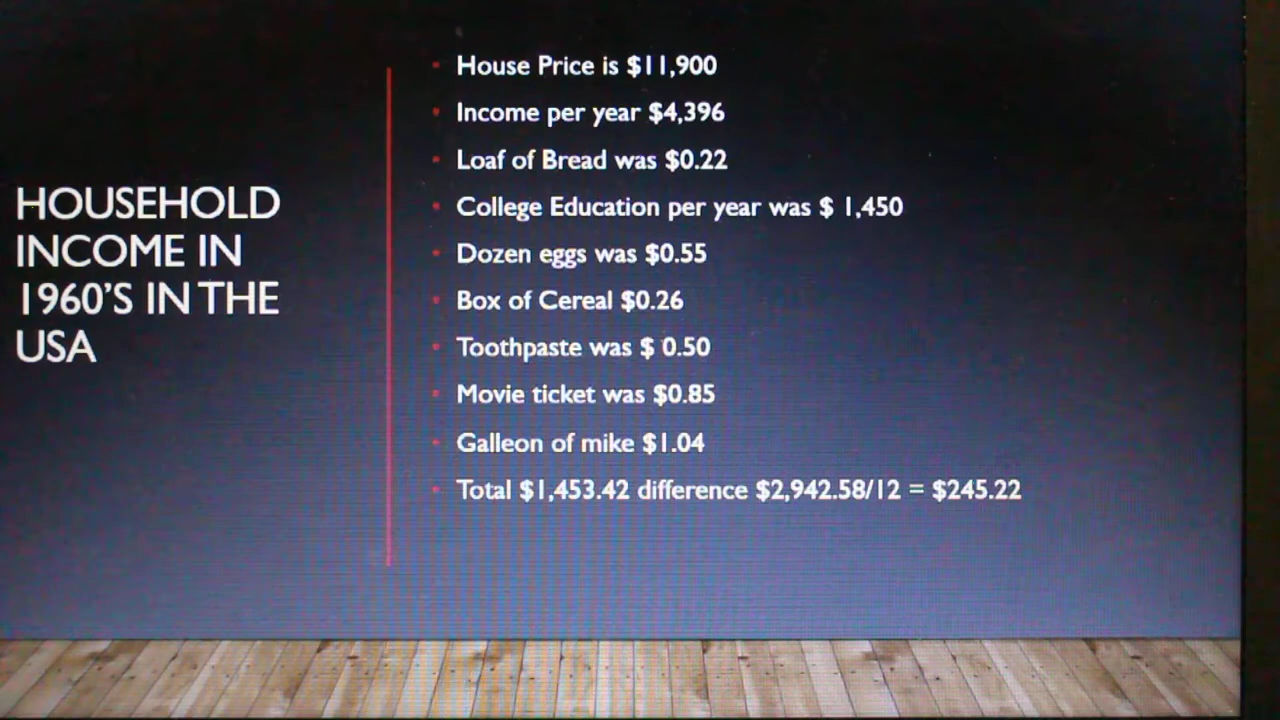 HOUSEHOLD
INCOME IN
1960'S IN THE
USA
House Price is $11,900
Income per year $4,396
Loaf of Bread was $0.22
College Education per year was $ 1,450
Dozen eggs was $0.55
Box of Cereal $0.26
Toothpaste was $ 0.50
Movie ticket was $0.85
Galleon of mike $1.04
Total $1,453.42 difference $2,942.58/12 = $245.22